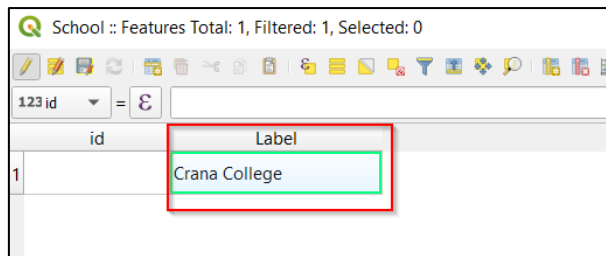 School :: Features Total: 1, Filtered: 1, Selected: 0
123 id = ε
id Label
1 Crana College